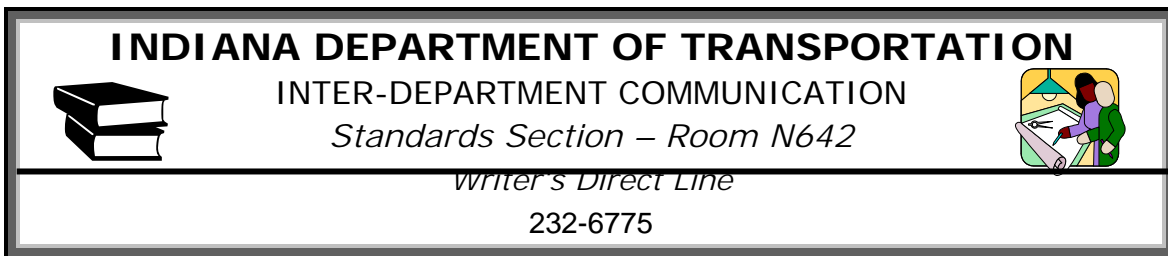 INDIANA DEPARTMENT OF TRANSPORTATION
INTER-DEPARTMENT COMMUNICATION
Standards Section – Room N642
Writer's Direct Line
232-6775